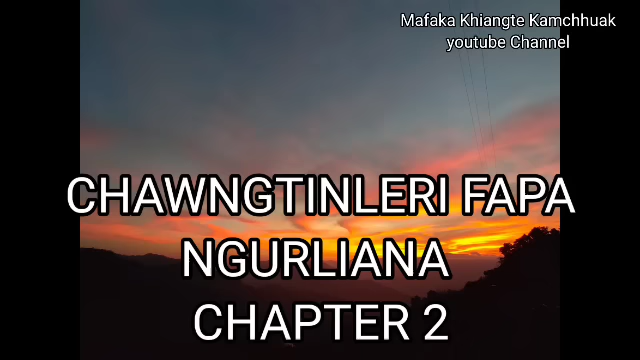 Mafaka Khiangte Kamchhuak
youtube Channel
CHAWNGTINLERI FAPA
NGURLIANA
CHAPTER 2